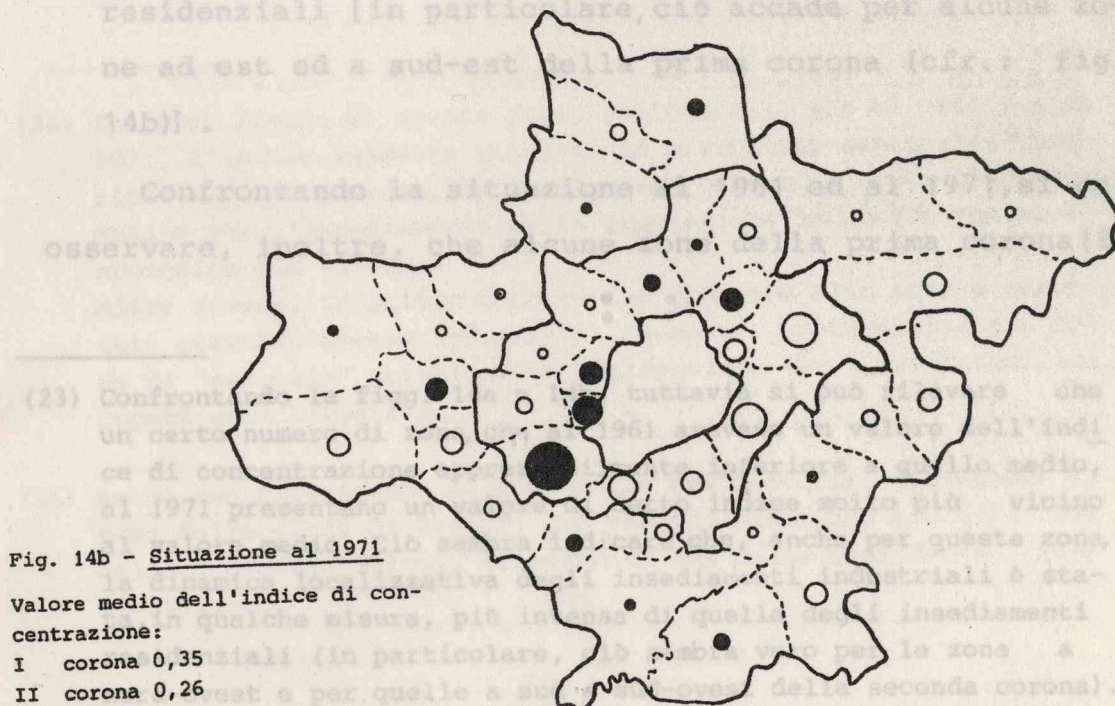 residenziali [in particolare, ciò accade per alcune zo-
ne ad est ed a sud-est della prima corona (cfr.: fig.
14b)] .
Confrontando la situazione al 1961 ed al 1971, si
osservare, inoltre, che alcune zone della prima corona
(23) Confrontando le figg. tuttavia si può rilevare che
un certo numero di zone, che al 1961 avevano un valore dell'indi
ce di concentrazione inferiore a quello medio,
al 1971 presentano un valore di detto indice molto più vicino
al valore medio. Ciò sembra indicare che, anche per queste zone,
la dinamica localizzativa degli insediamenti industriali è sta-
ta, in qualche misura, più intensa di quella degli insediamenti
residenziali (in particolare, ciò sembra vero per le zone a
nord-ovest e per quelle a sud e sud-ovest della seconda corona).
Fig. 14b - Situazione al 1971
Valore medio dell'indice di con-
centrazione:
I corona 0,35
II corona 0,26